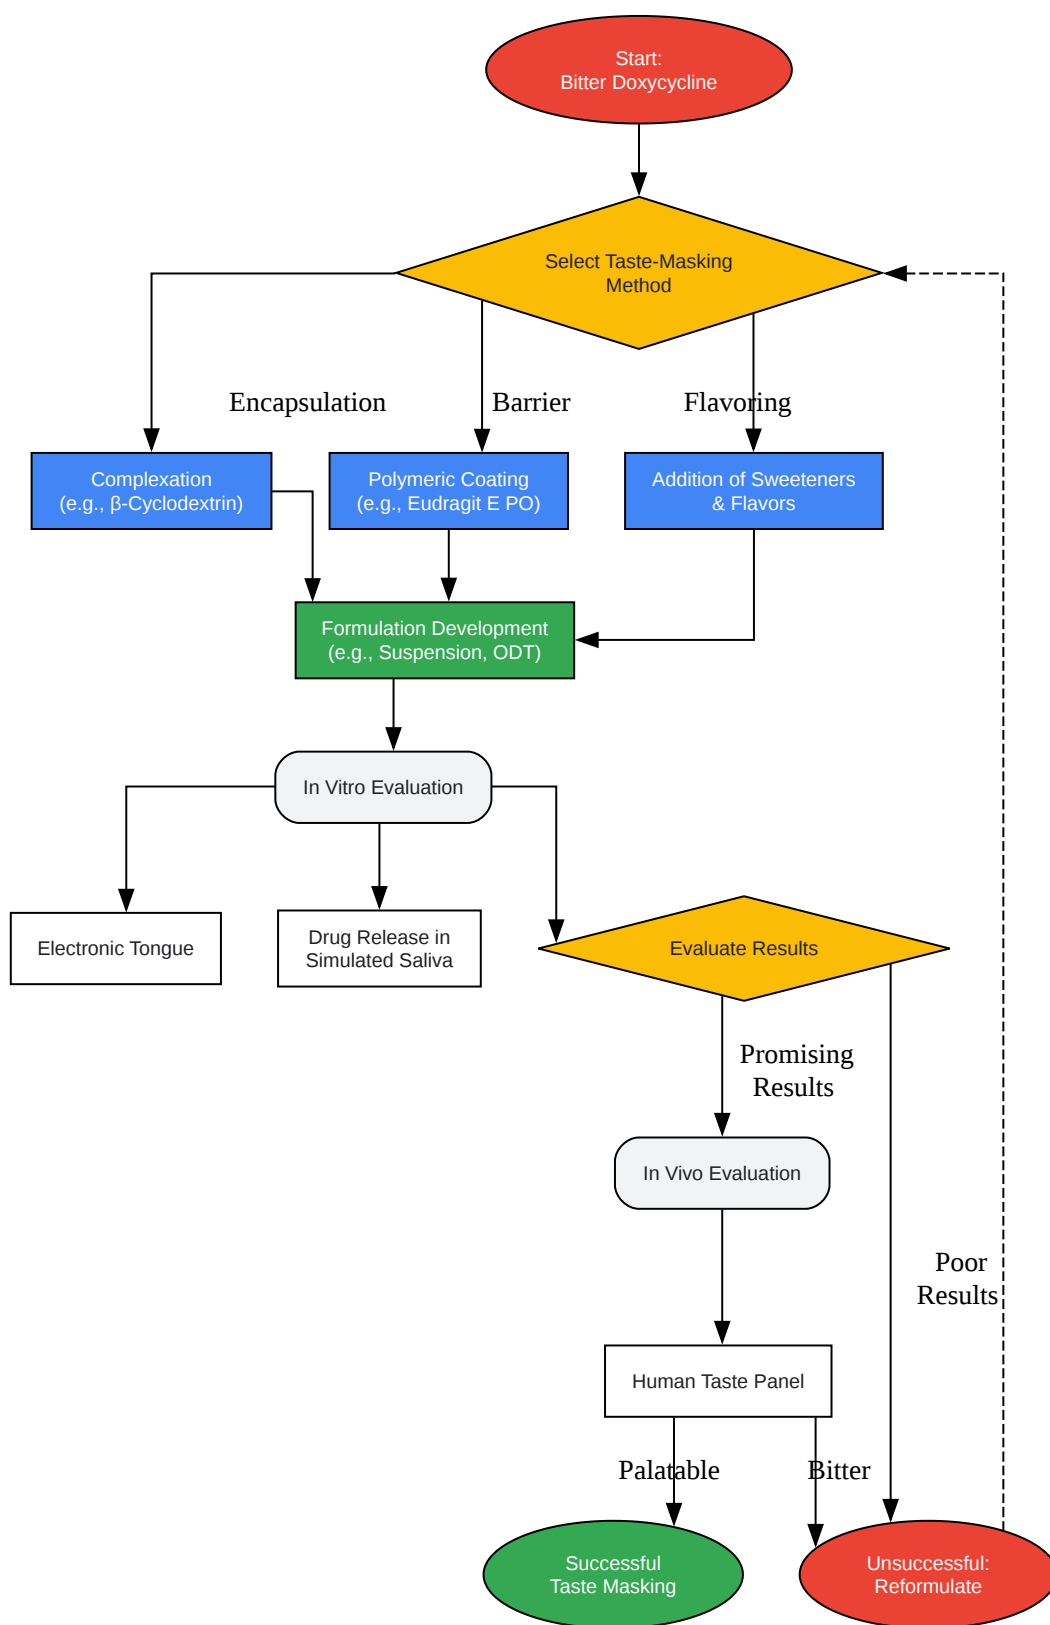 Start:
Bitter Doxycycline
Select Taste-Masking
Method
Encapsulation
Barrier
Flavoring
Complexation
(e.g., β-Cyclodextrin)
Polymeric Coating
(e.g., Eudragit E PO)
Addition of Sweeteners
& Flavors
Formulation Development
(e.g., Suspension, ODT)
In Vitro Evaluation
Electronic Tongue
Drug Release in
Simulated Saliva
Evaluate Results
Promising
Results
In Vivo Evaluation
Poor
Results
Human Taste Panel
Palatable
Bitter
Successful
Taste Masking
Unsuccessful:
Reformulate